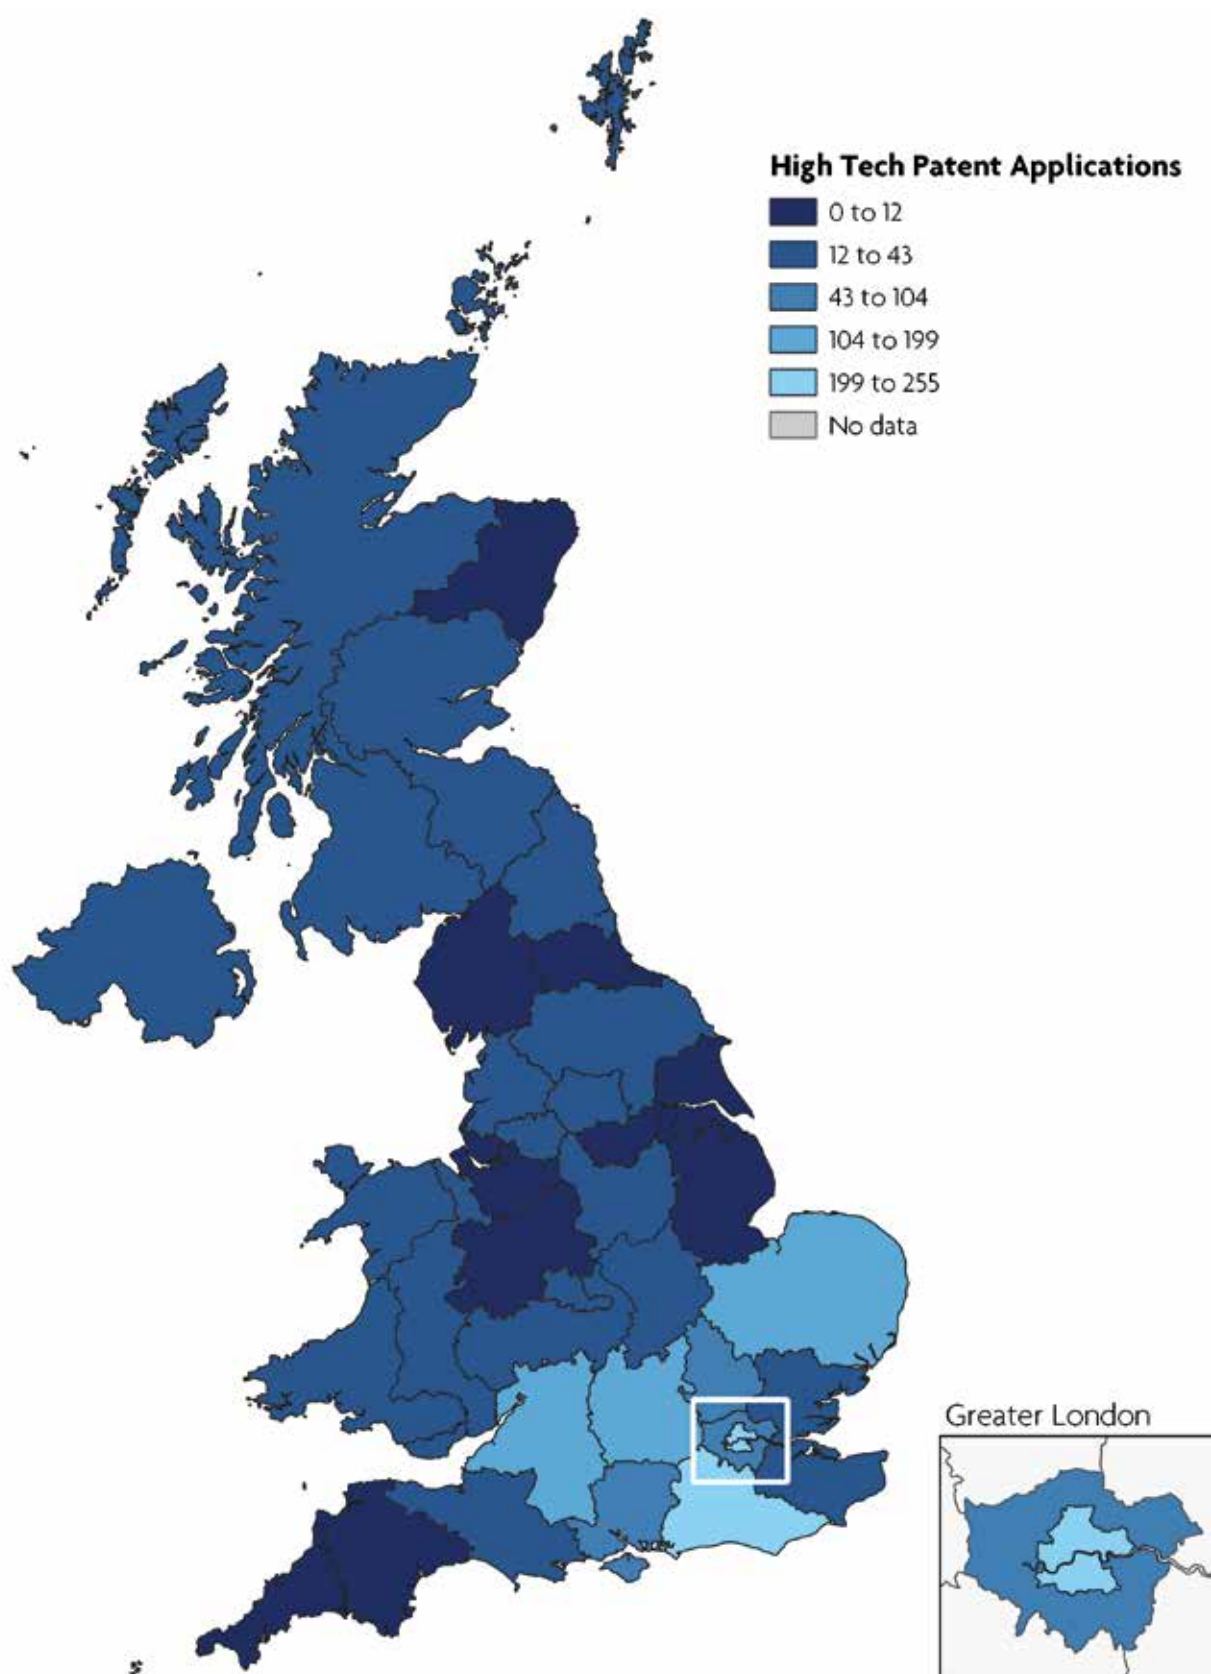 High Tech Patent Applications
0 to 12
12 to 43
43 to 104
104 to 199
199 to 255
No data
Greater London